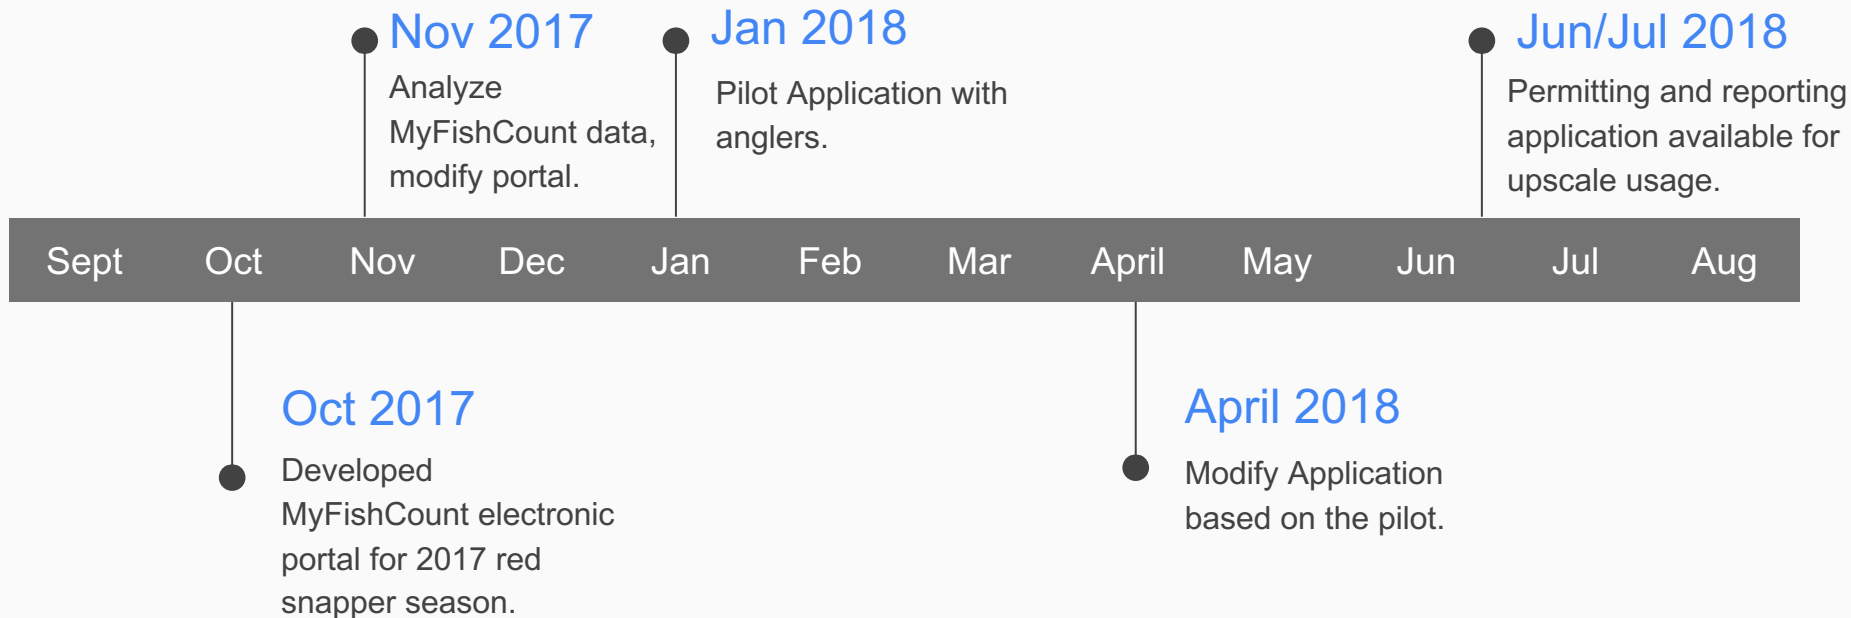 Nov 2017
Analyze
MyFishCount data,
modify portal.
Jan 2018
Pilot Application with
anglers.
Jun/Jul 2018
Permitting and reporting
application available for
upscale usage.
Sept Oct Nov Dec Jan Feb Mar April May Jun Jul Aug
Oct 2017
Developed
MyFishCount electronic
portal for 2017 red
snapper season.
April 2018
Modify Application
based on the pilot.